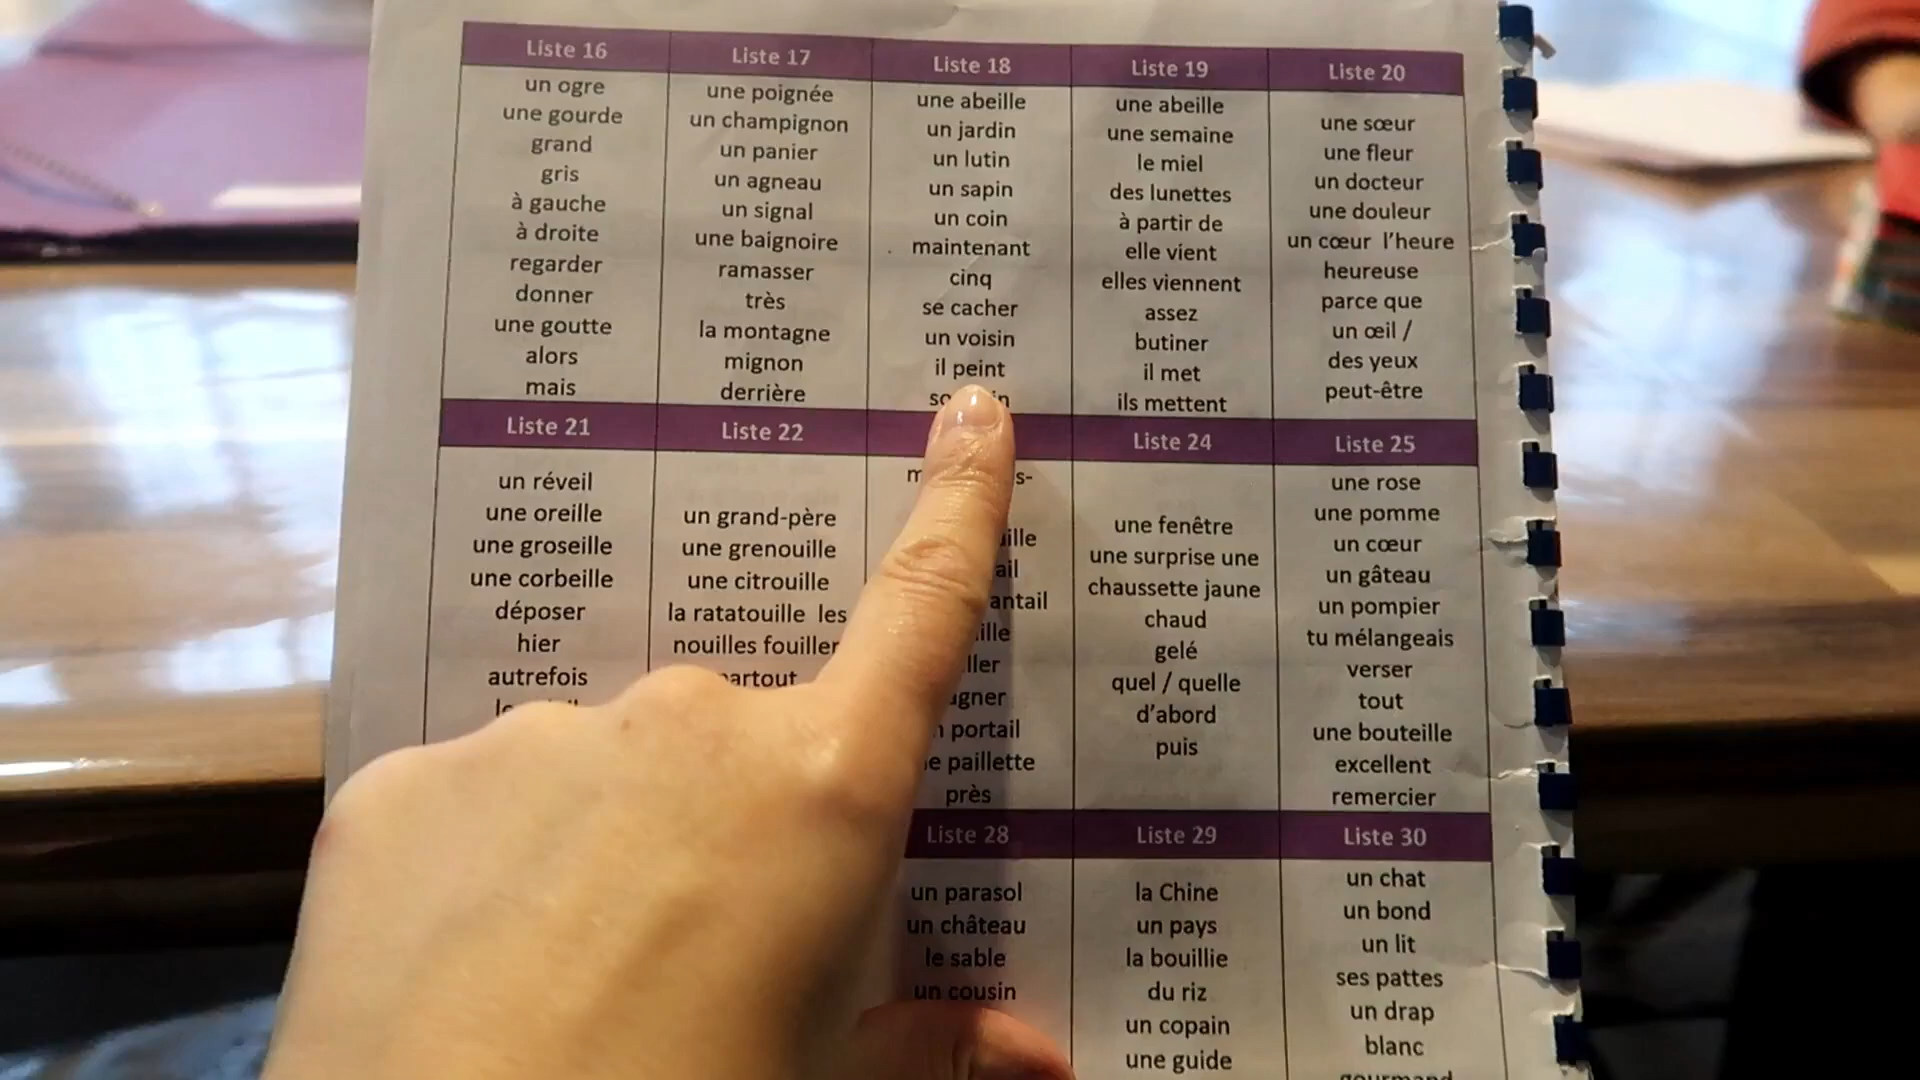 Liste 16
un ogre
une gourde
grand
gris
à gauche
à droite
regarder
donner
une goutte
alors
mais
Liste 17
une poignée
un champignon
un panier
un agneau
un signal
une baignoire
ramasser
très
la montagne
mignon
derrière
Liste 18
une abeille
un jardin
un lutin
un sapin
un coin
maintenant
cinq
se cacher
un voisin
il peint
Liste 19
une abeille
une semaine
le miel
des lunettes
à partir de
elle vient
elles viennent
assez
butiner
il met
ils mettent
Liste 20
une sœur
une fleur
un docteur
une douleur
un cœur l'heure
heureuse
parce que
un œil /
des yeux
peut-être
Liste 21
un réveil
une oreille
une groseille
une corbeille
déposer
hier
autrefois
Liste 22
un grand-père
une grenouille
une citrouille
la ratatouille les
nouilles fouiller
partout
portail
paillette
près
Liste 24
une fenêtre
une surprise une
chaussette jaune
chaud
gelé
quel / quelle
d'abord
puis
Liste 25
une rose
une pomme
un cœur
un gâteau
un pompier
tu mélangeais
verser
tout
une bouteille
excellent
remercier
Liste 28
un parasol
un château
le sable
un cousin
Liste 29
la Chine
un pays
la bouillie
du riz
un copain
une guide
Liste 30
un chat
un bond
un lit
ses pattes
un drap
blanc
gourmand